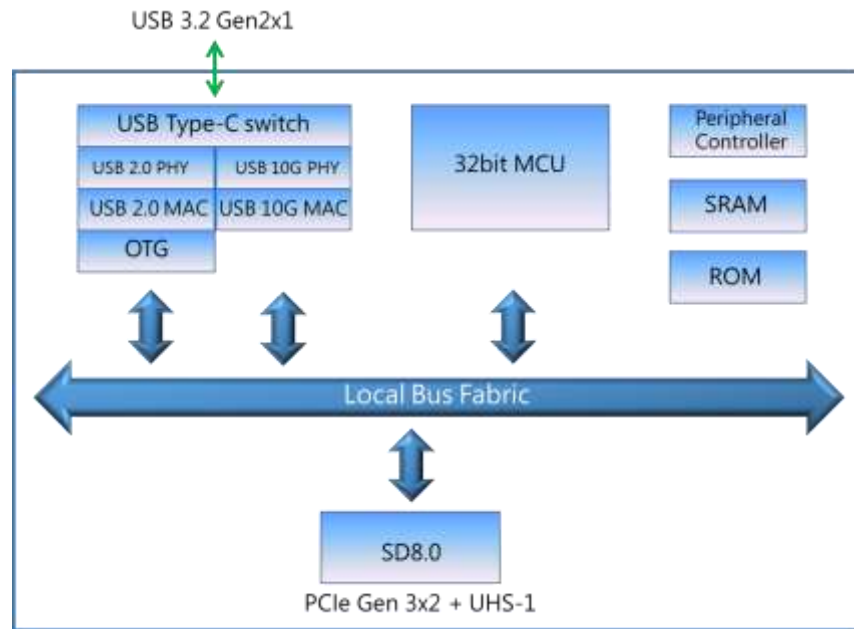 USB 3.2 Gen2x1
USB Type-C switch
USB 2.0 PHY
USB 10G PHY
USB 2.0 MAC
USB 10G MAC
OTG
32bit MCU
Peripheral
Controller
SRAM
ROM
Local Bus Fabric
SD8.0
PCIe Gen 3x2 + UHS-1